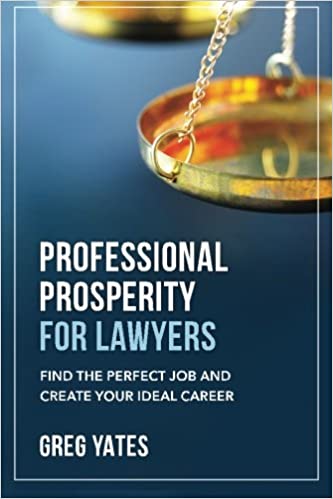 PROFESSIONAL
PROSPERITY
FOR LAWYERS
FIND THE PERFECT JOB AND
CREATE YOUR IDEAL CAREER
GREG YATES